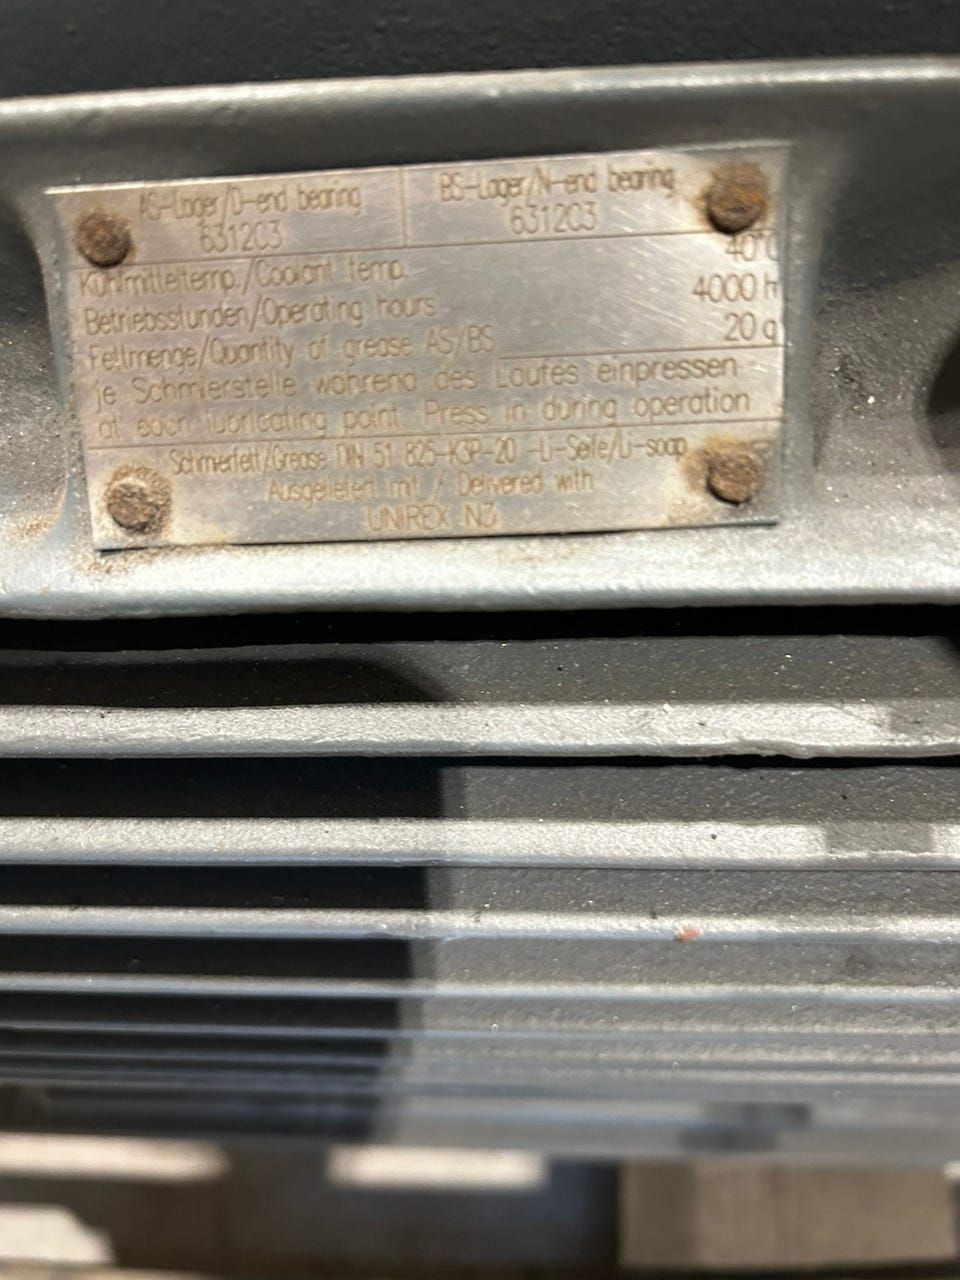 AS-Lager/D-end bearing
6312C3
BS-Lager/N-end bearing
6312C3
Kühlmitteltemp./Coolant temp. 40°C
Betriebsstunden/Operating hours 4000 h
Fettmenge/Quantity of grease AS/BS 20 g
je Schmierstelle während des Laufes einpressen
at each lubricating point. Press in during operation
Schmierfett/Grease DIN 51 825-K3P-20 -Li-Seife/Li-soap
Ausgeliefert mit / Delivered with
UNIREX N3